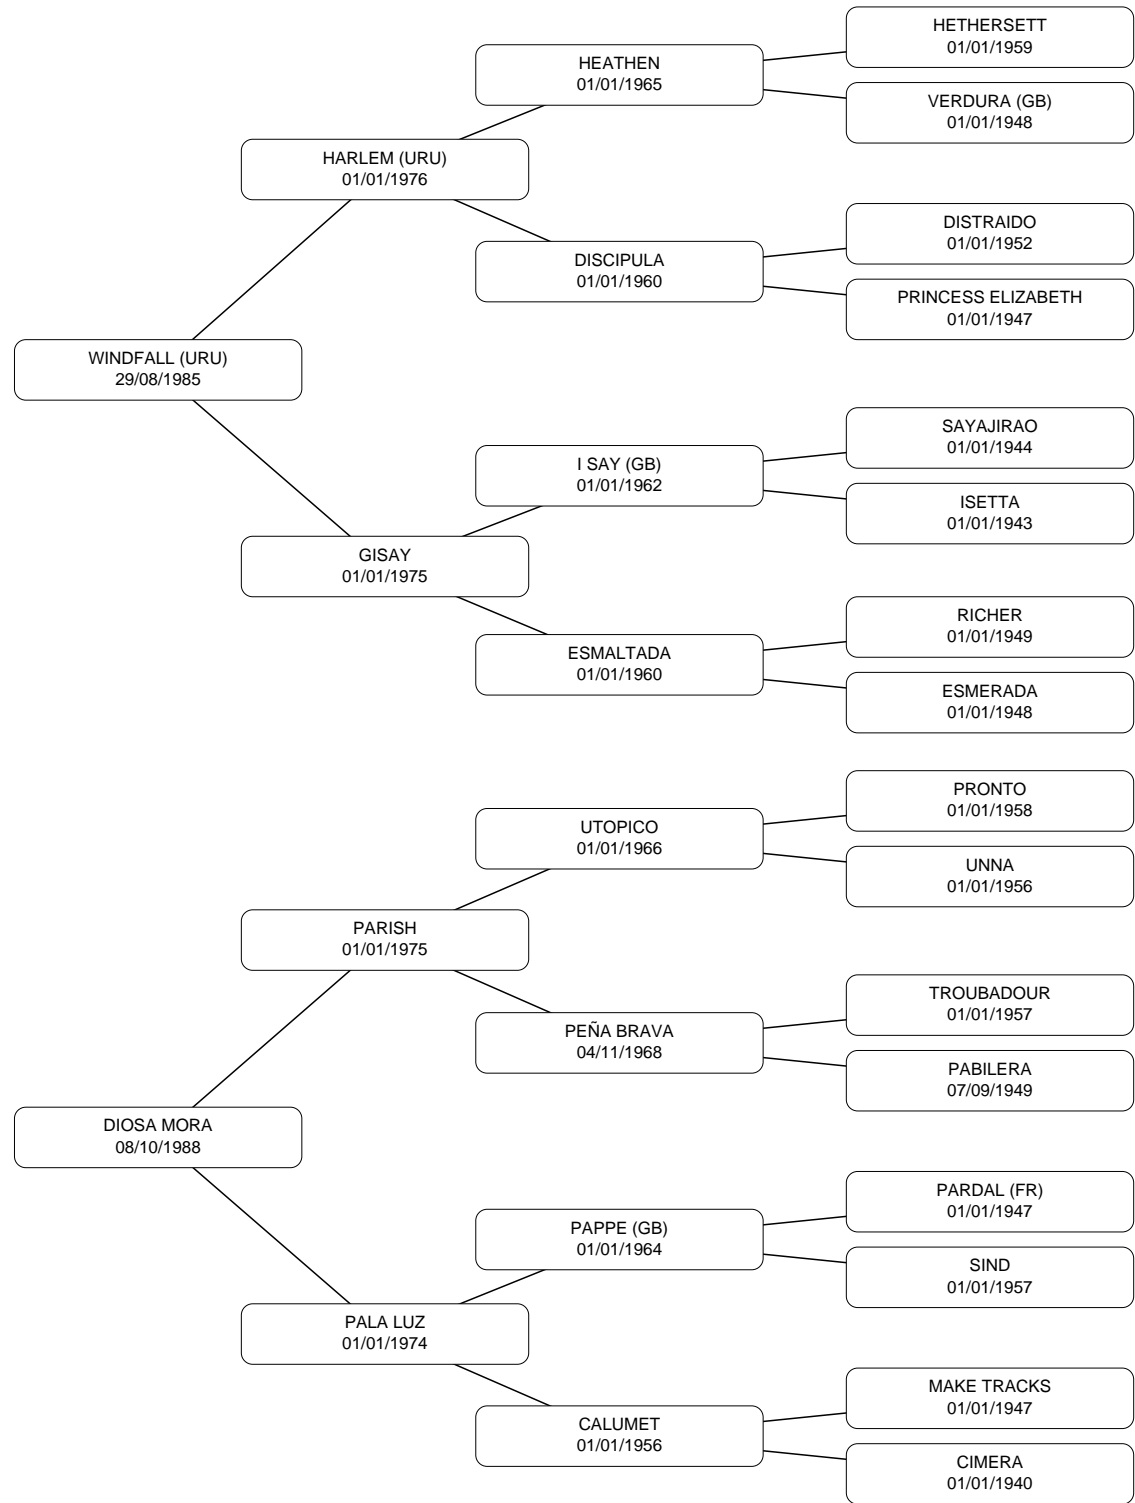 HETHERSETT
01/01/1959
HEATHEN
01/01/1965
VERDURA (GB)
01/01/1948
HARLEM (URU)
01/01/1976
DISTRAIDO
01/01/1952
DISCIPULA
01/01/1960
PRINCESS ELIZABETH
01/01/1947
WINDFALL (URU)
29/08/1985
SAYAJIRAO
01/01/1944
I SAY (GB)
01/01/1962
ISETTA
01/01/1943
GISAY
01/01/1975
RICHER
01/01/1949
ESMALTADA
01/01/1960
ESMERADA
01/01/1948
PRONTO
01/01/1958
UTOPICO
01/01/1966
UNNA
01/01/1956
PARISH
01/01/1975
TROUBADOUR
01/01/1957
PEÑA BRAVA
04/11/1968
PABILERA
07/09/1949
DIOSA MORA
08/10/1988
PARDAL (FR)
01/01/1947
PAPPE (GB)
01/01/1964
SIND
01/01/1957
PALA LUZ
01/01/1974
MAKE TRACKS
01/01/1947
CALUMET
01/01/1956
CIMERA
01/01/1940